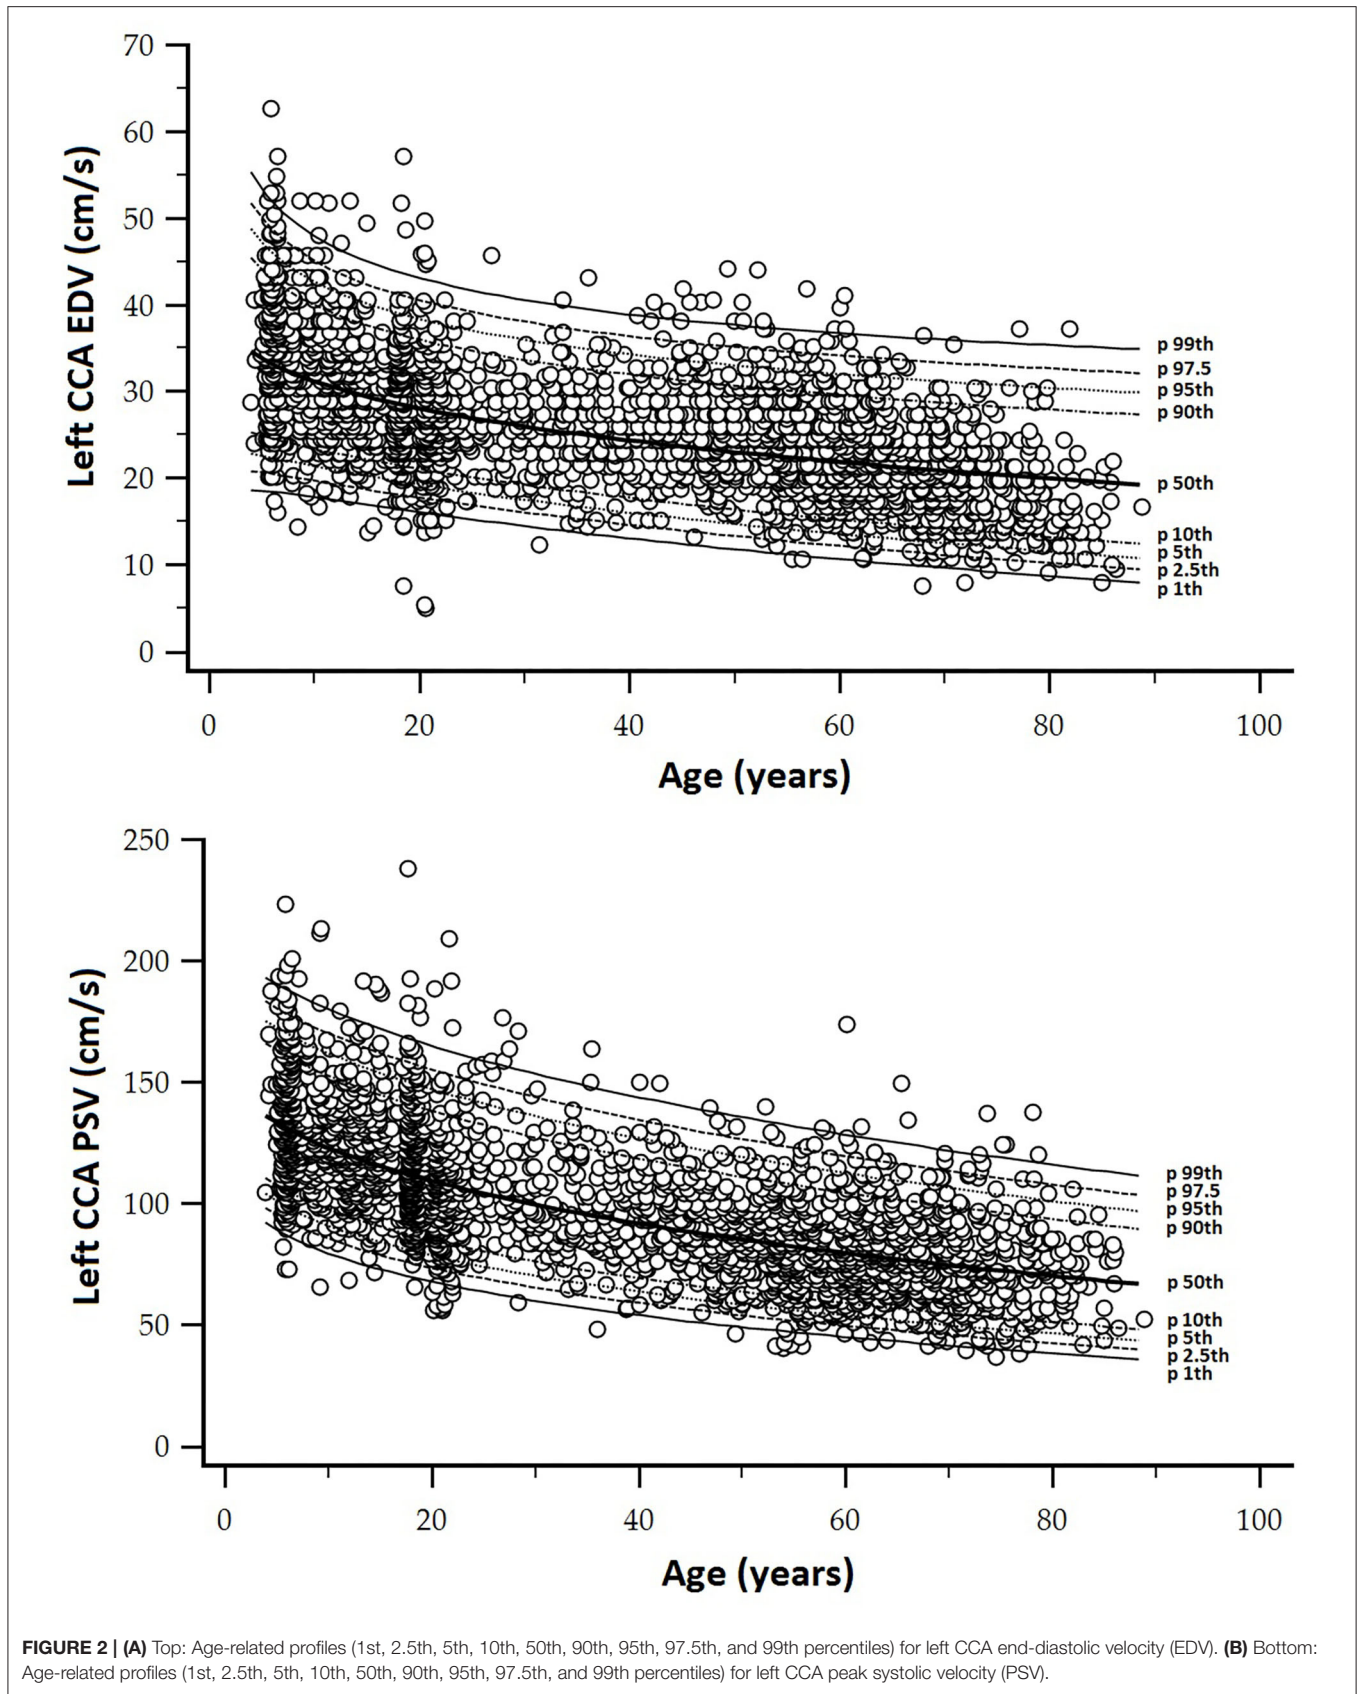 70
60
50
40
30
20
10
0
Left CCA EDV (cm/s)
p 99th
p 97.5
p 95th
p 90th
p 50th
p 10th
p 5th
p 2.5th
p 1th
0 20 40 60 80 100
Age (years)
250
200
150
100
50
0
Left CCA PSV (cm/s)
p 99th
p 97.5
p 95th
p 90th
p 50th
p 10th
p 5th
p 2.5th
p 1th
0 20 40 60 80 100
Age (years)
FIGURE 2 | (A) Top: Age-related profiles (1st, 2.5th, 5th, 10th, 50th, 90th, 95th, 97.5th, and 99th percentiles) for left CCA end-diastolic velocity (EDV). (B) Bottom:
Age-related profiles (1st, 2.5th, 5th, 10th, 50th, 90th, 95th, 97.5th, and 99th percentiles) for left CCA peak systolic velocity (PSV).